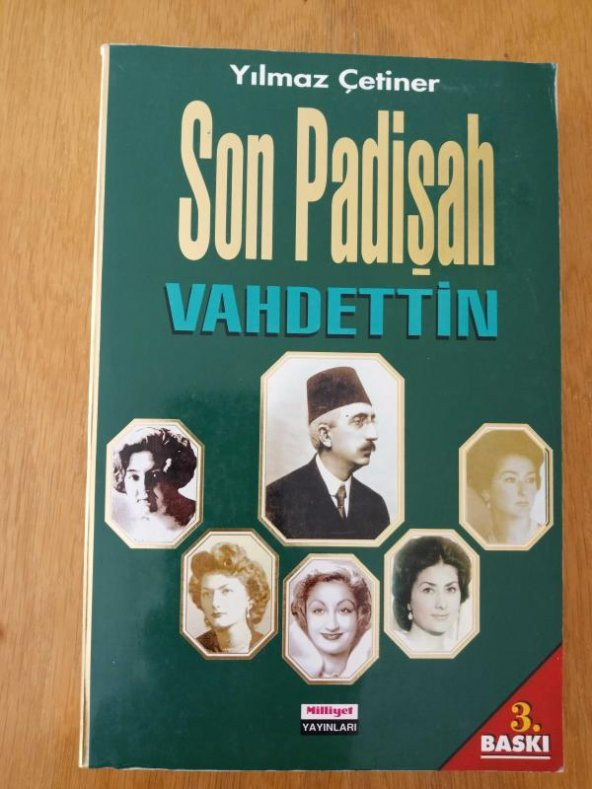 Yılmaz Çetiner
Son Padişah
VAHDETTİN
Milliyet
YAYINLARI
3.
BASKI